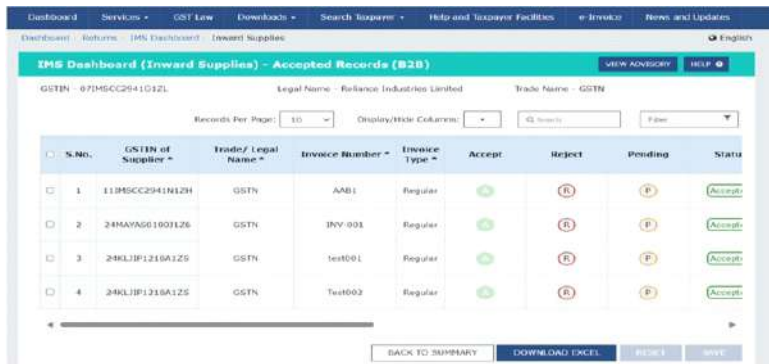 Dashboard Services GST Law Downloads Search Taxpayer Help and Taxpayer Facilities e-Invoice News and Updates
Dashboard Returns IMS Dashboard Inward Supplies English
IMS Dashboard (Inward Supplies) - Accepted Records (B2B) VIEW ADVISORY HELP
GSTIN - 07IMSCC2941G1ZL Legal Name - Reliance Industries Limited Trade Name - GSTN
Records Per Page: 10 Display/Hide Columns: Search Filter
S.No. GSTIN of Supplier Trade/ Legal Name Invoice Number Invoice Type Accept Reject Pending Statu
1 11IMSCC2941N1ZH GSTN AAB1 Regular A R P Accept
2 GSTN INV-001 Regular A R P Accept
3 GSTN test001 Regular A R P Accept
4 GSTN Test003 Regular A R P Accept
BACK TO SUMMARY DOWNLOAD EXCEL RESET SAVE